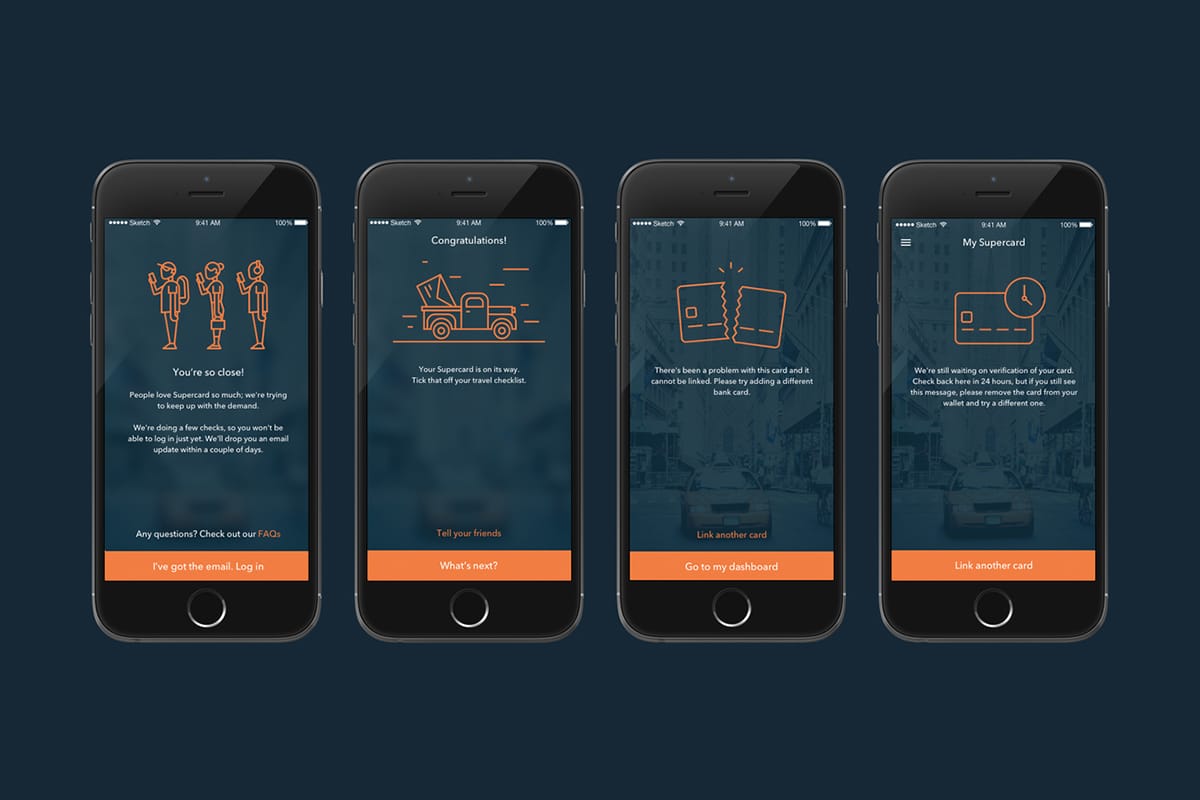 Sketch 9:41 AM 100%
You're so close!
People love Supercard so much; we're trying
to keep up with the demand.
We're doing a few checks, so you won't be
able to log in just yet. We'll drop you an email
update within a couple of days.
Any questions? Check out our FAQs
I've got the email. Log in
Sketch 9:41 AM 100%
Congratulations!
Your Supercard is on its way.
Tick that off your travel checklist.
Tell your friends
What's next?
Sketch 9:41 AM 100%
There's been a problem with this card and it
cannot be linked. Please try adding a different
bank card.
Link another card
Go to my dashboard
Sketch 9:41 AM 100%
My Supercard
We're still waiting on verification of your card.
Check back here in 24 hours, but if you still see
this message, please remove the card from your
wallet and try a different one.
Link another card